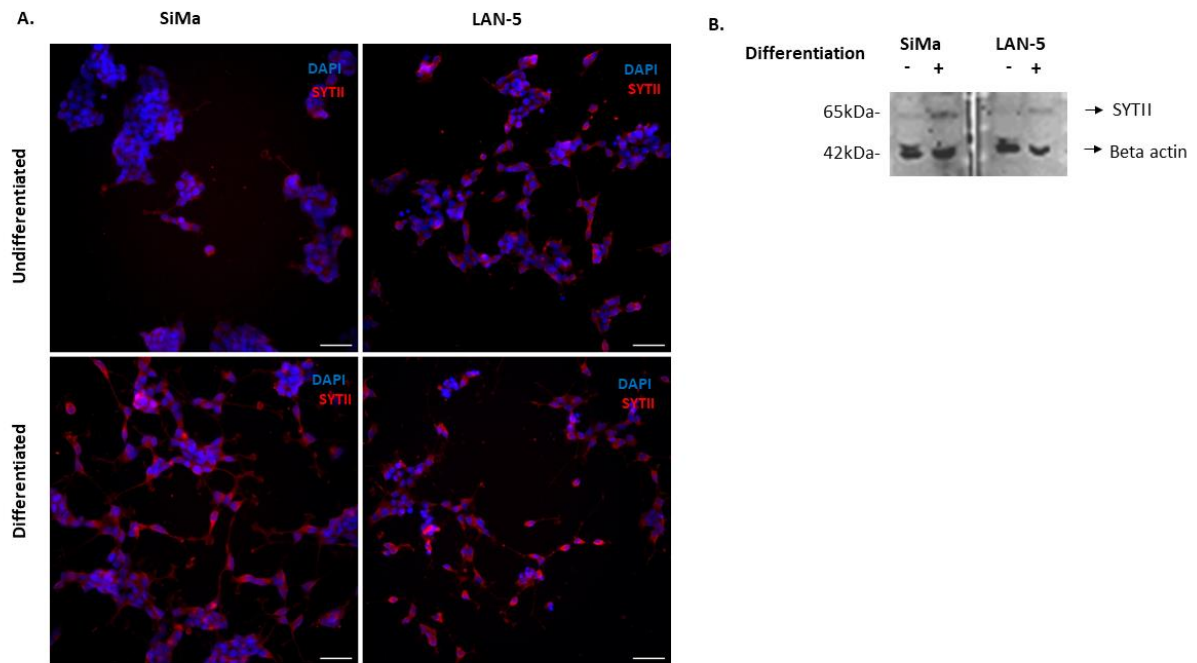 A.
SiMa
LAN-5
Undifferentiated
DAPI
SYTII
DAPI
SYTII
Differentiated
DAPI
SYTII
DAPI
SYTII
B.
Differentiation
SiMa
LAN-5
- + - +
65kDa-
SYTII
42kDa-
Beta actin